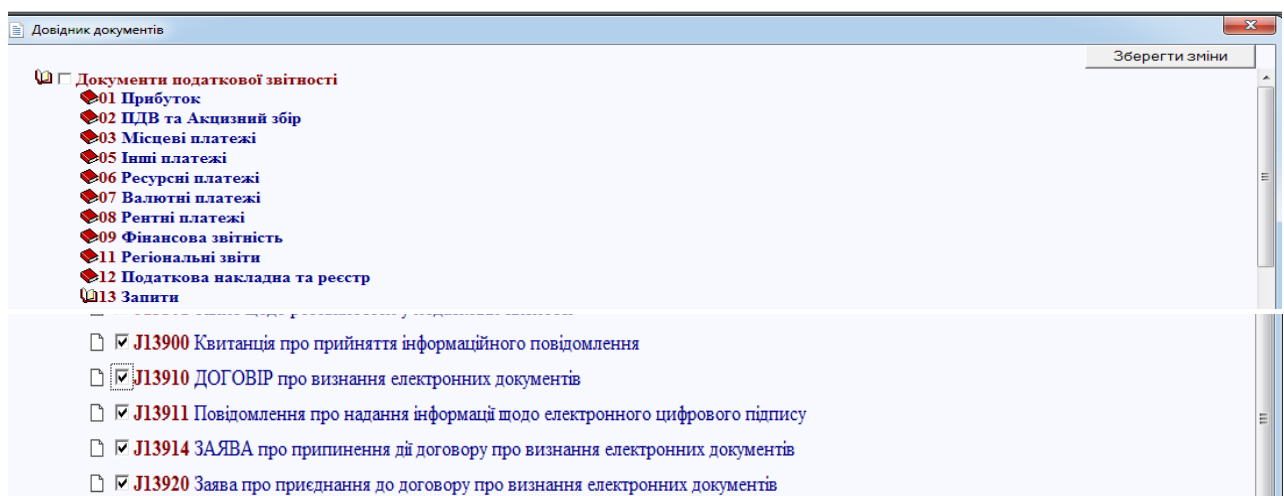 Довідник документів
Зберегти зміни
Документи податкової звітності
01 Прибуток
02 ПДВ та Акцизний збір
03 Місцеві платежі
05 Інші платежі
06 Ресурсні платежі
07 Валютні платежі
08 Рентні платежі
09 Фінансова звітність
11 Регіональні звіти
12 Податкова накладна та реєстр
13 Запити
J13900 Квитанція про прийняття інформаційного повідомлення
J13910 ДОГОВІР про визнання електронних документів
J13911 Повідомлення про надання інформації щодо електронного цифрового підпису
J13914 ЗАЯВА про припинення дії договору про визнання електронних документів
J13920 Заява про приєднання до договору про визнання електронних документів